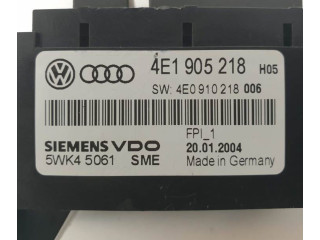 4E1 905 218 H05
SW: 4E0 910 218 006
SIEMENS VDO
5WK4 5061 SME
FPI_1
20.01.2004
Made in Germany